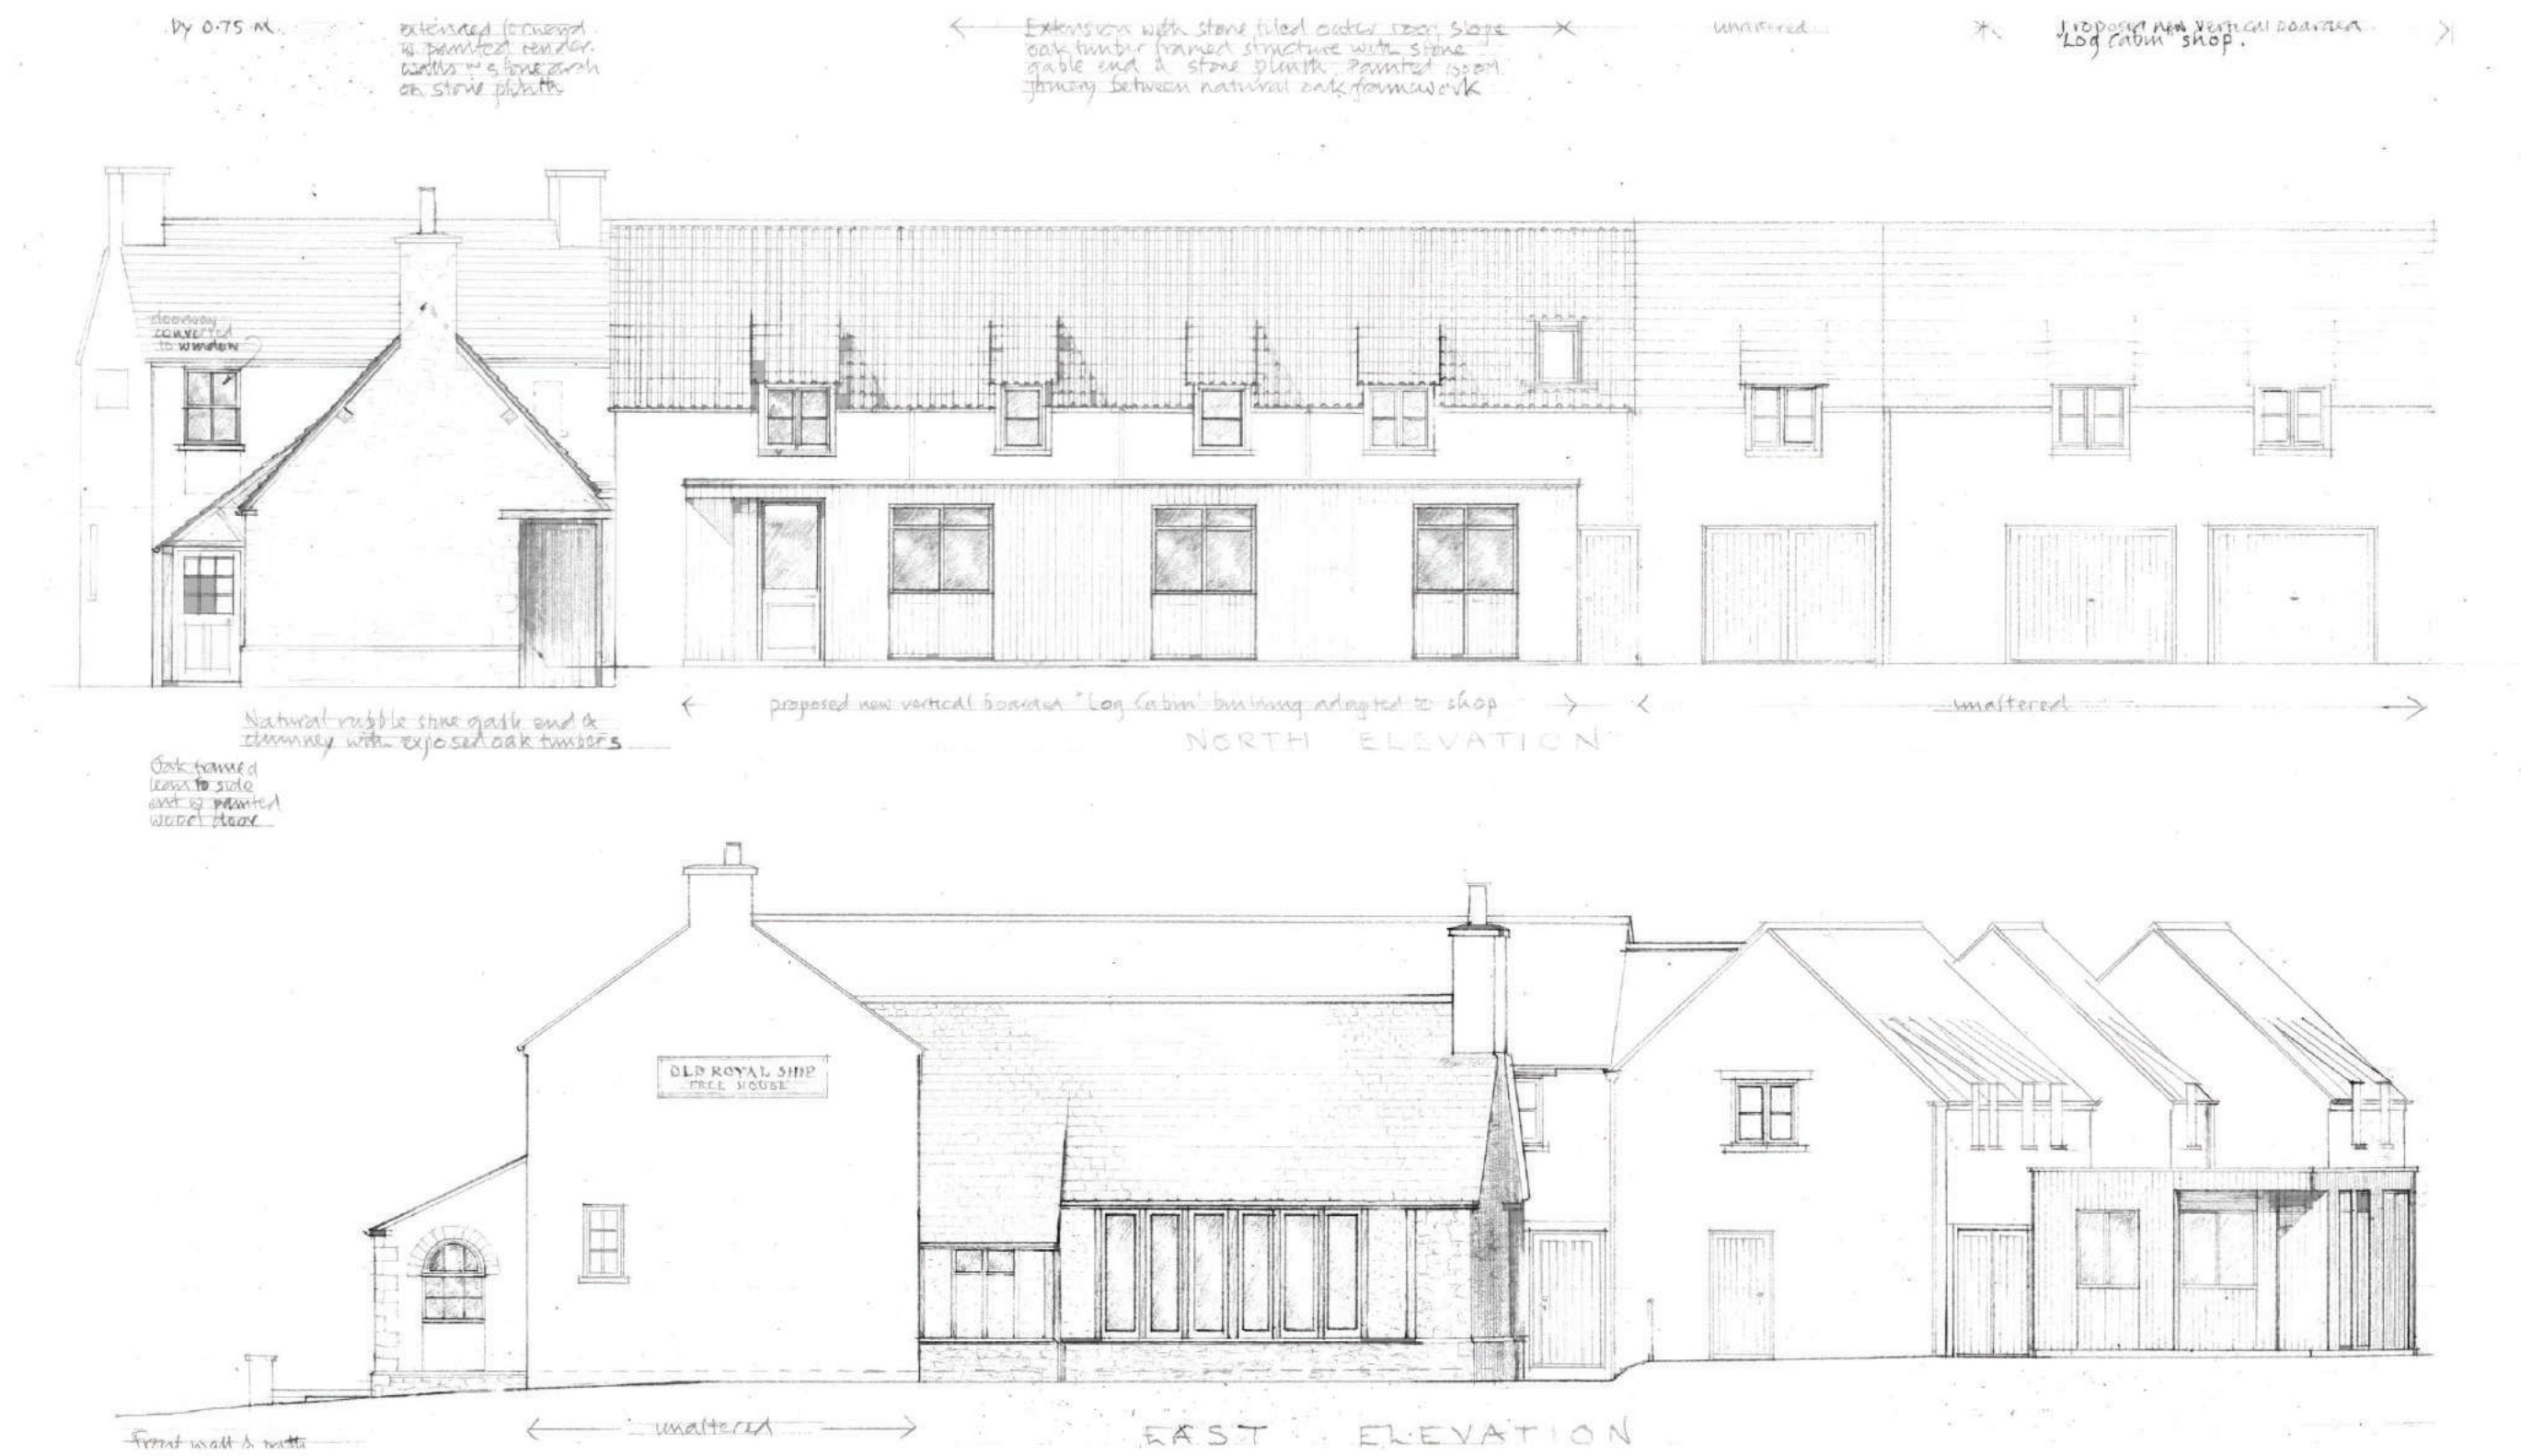 by 0.75 m.
extended forward
w painted render
walls w stone arch
on stone plinth
Extension with stone tiled outer roof slope
oak timber framed structure with stone
gable end & stone plinth. Painted wood
joinery between natural oak framework
unaltered
Proposed new vertical boarded
"Log Cabin" shop.
doorway
converted
to window
proposed new vertical boarded "Log Cabin" building adapted to shop
unaltered
Natural rubble stone gable end &
chimney with exposed oak timbers
NORTH ELEVATION
Oak framed
lean to side
ent w painted
wood door
OLD ROYAL SHIP
FREE HOUSE
unaltered
EAST ELEVATION
Front wall & path